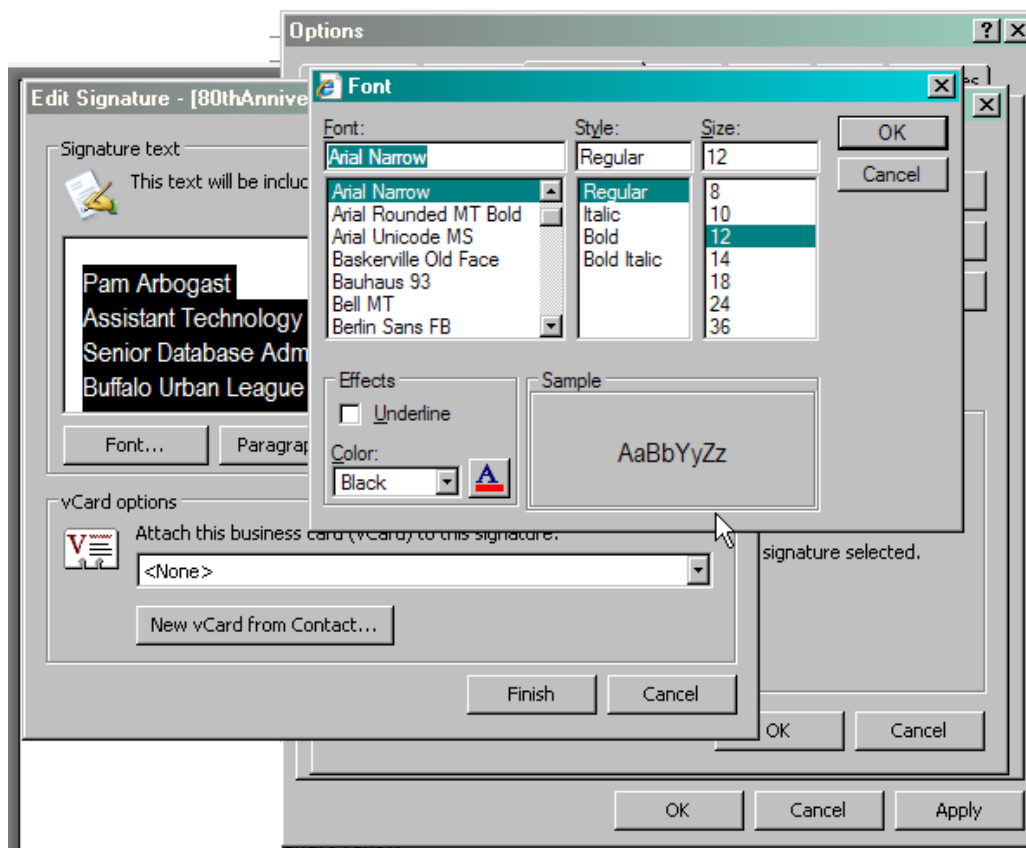 Options
es
Edit Signature - [80thAnnive
Font
Signature text
This text will be includ
Pam Arbogast
Assistant Technology
Senior Database Adm
Buffalo Urban League
Font...
Paragrap
Font:
Arial Narrow
Arial Narrow
Arial Rounded MT Bold
Arial Unicode MS
Baskerville Old Face
Bauhaus 93
Bell MT
Berlin Sans FB
Style:
Regular
Regular
Italic
Bold
Bold Italic
Size:
12
8
10
12
14
18
24
36
OK
Cancel
Effects
Underline
Color:
Black
A
Sample
AaBbYyZz
vCard options
V
Attach this business card (vCard) to this signature:
<None>
New vCard from Contact...
signature selected.
Finish
Cancel
OK
Cancel
OK
Cancel
Apply